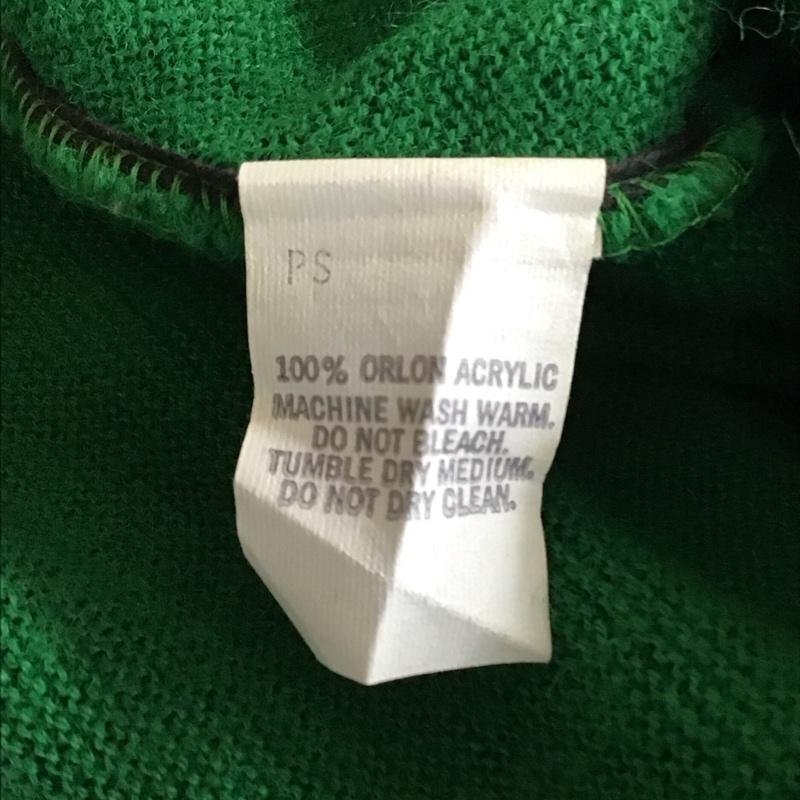 PS
100% ORLON ACRYLIC
MACHINE WASH WARM.
DO NOT BLEACH.
TUMBLE DRY MEDIUM.
DO NOT DRY CLEAN.